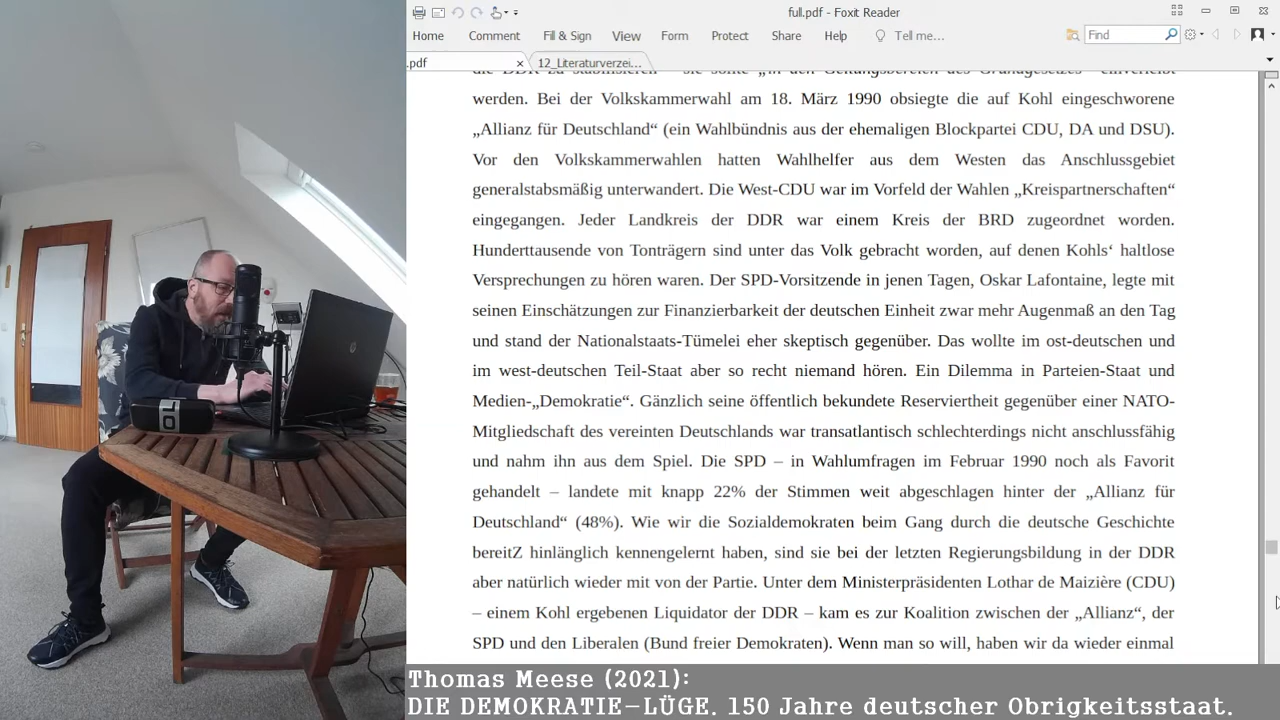 full.pdf - Foxit Reader
Home Comment Fill & Sign View Form Protect Share Help Tell me... Find
.pdf 12_Literaturverzei...
die DDR zu stabilisieren – sie sollte „in den Geltungsbereich des Grundgesetzes“ einverleibt
werden. Bei der Volkskammerwahl am 18. März 1990 obsiegte die auf Kohl eingeschworene
„Allianz für Deutschland“ (ein Wahlbündnis aus der ehemaligen Blockpartei CDU, DA und DSU).
Vor den Volkskammerwahlen hatten Wahlhelfer aus dem Westen das Anschlussgebiet
generalstabsmäßig unterwandert. Die West-CDU war im Vorfeld der Wahlen „Kreispartnerschaften“
eingegangen. Jeder Landkreis der DDR war einem Kreis der BRD zugeordnet worden.
Hunderttausende von Tonträgern sind unter das Volk gebracht worden, auf denen Kohls‘ haltlose
Versprechungen zu hören waren. Der SPD-Vorsitzende in jenen Tagen, Oskar Lafontaine, legte mit
seinen Einschätzungen zur Finanzierbarkeit der deutschen Einheit zwar mehr Augenmaß an den Tag
und stand der Nationalstaats-Tümelei eher skeptisch gegenüber. Das wollte im ost-deutschen und
im west-deutschen Teil-Staat aber so recht niemand hören. Ein Dilemma in Parteien-Staat und
Medien-„Demokratie“. Gänzlich seine öffentlich bekundete Reserviertheit gegenüber einer NATO-
Mitgliedschaft des vereinten Deutschlands war transatlantisch schlechterdings nicht anschlussfähig
und nahm ihn aus dem Spiel. Die SPD – in Wahlumfragen im Februar 1990 noch als Favorit
gehandelt – landete mit knapp 22% der Stimmen weit abgeschlagen hinter der „Allianz für
Deutschland“ (48%). Wie wir die Sozialdemokraten beim Gang durch die deutsche Geschichte
bereitZ hinlänglich kennengelernt haben, sind sie bei der letzten Regierungsbildung in der DDR
aber natürlich wieder mit von der Partie. Unter dem Ministerpräsidenten Lothar de Maizière (CDU)
– einem Kohl ergebenen Liquidator der DDR – kam es zur Koalition zwischen der „Allianz“, der
SPD und den Liberalen (Bund freier Demokraten). Wenn man so will, haben wir da wieder einmal
Thomas Meese (2021):
DIE DEMOKRATIE-LÜGE. 150 Jahre deutscher Obrigkeitsstaat.